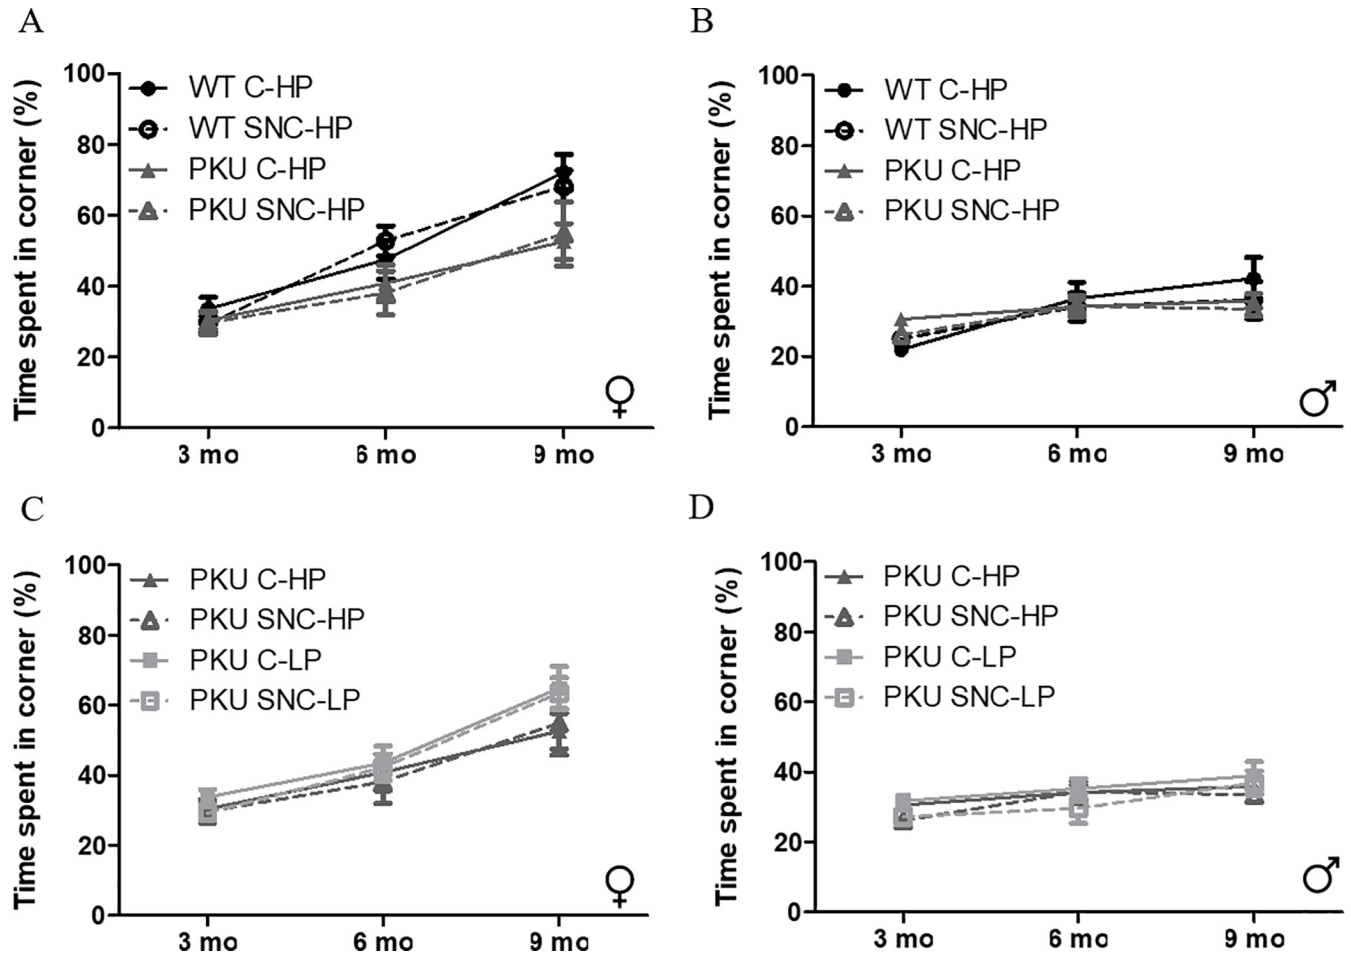 A
Time spent in corner (%)
100
80
60
40
20
0
WT C-HP
WT SNC-HP
PKU C-HP
PKU SNC-HP
♀
3 mo
6 mo
9 mo
B
Time spent in corner (%)
100
80
60
40
20
0
WT C-HP
WT SNC-HP
PKU C-HP
PKU SNC-HP
♂
3 mo
6 mo
9 mo
C
Time spent in corner (%)
100
80
60
40
20
0
PKU C-HP
PKU SNC-HP
PKU C-LP
PKU SNC-LP
♀
3 mo
6 mo
9 mo
D
Time spent in corner (%)
100
80
60
40
20
0
PKU C-HP
PKU SNC-HP
PKU C-LP
PKU SNC-LP
♂
3 mo
6 mo
9 mo